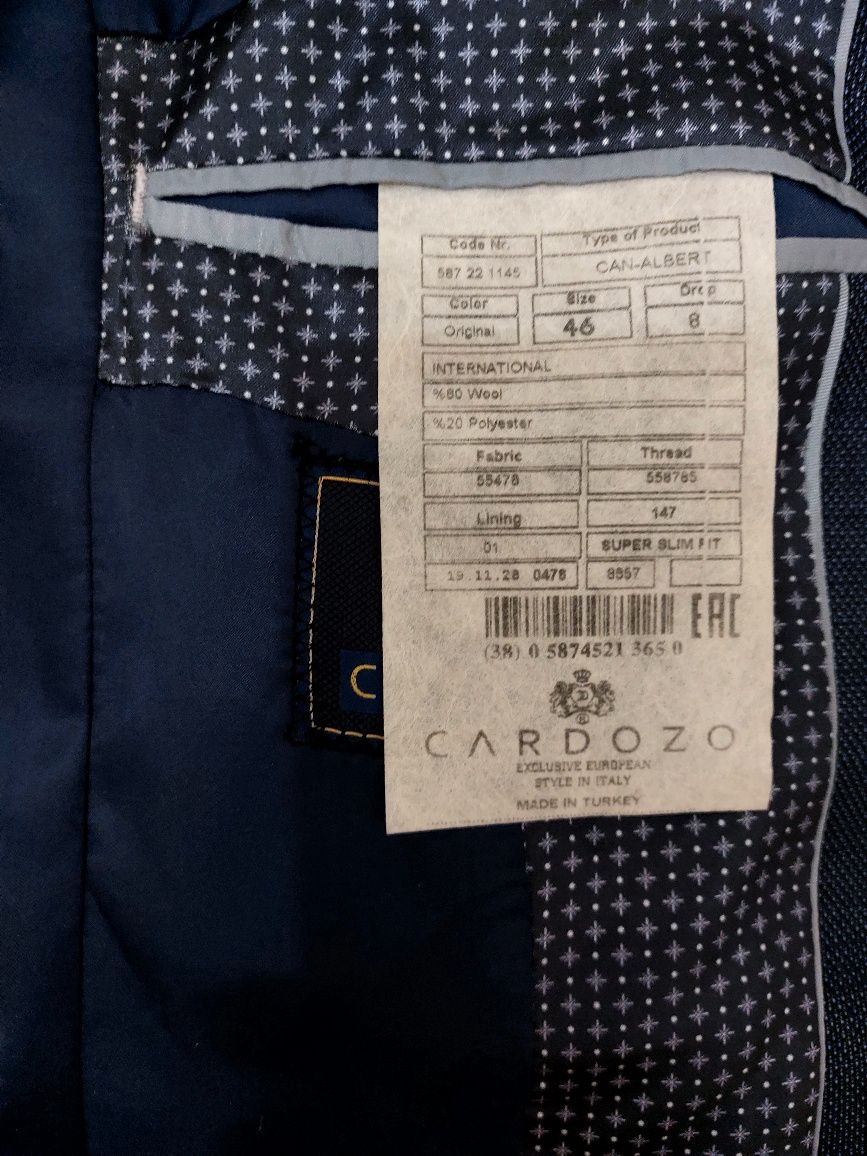 Code Nr.
Type of Product
587 22 1145
CAN-ALBERT
Color
Size
Drop
Original
46
8
INTERNATIONAL
%80 Wool
%20 Polyester
Fabric
Thread
55478
558785
Lining
147
01
SUPER SLIM FIT
19.11.28 0478
8557
EAC
(38) 0 5874521 365 0
C
CARDOZO
EXCLUSIVE EUROPEAN
STYLE IN ITALY
MADE IN TURKEY